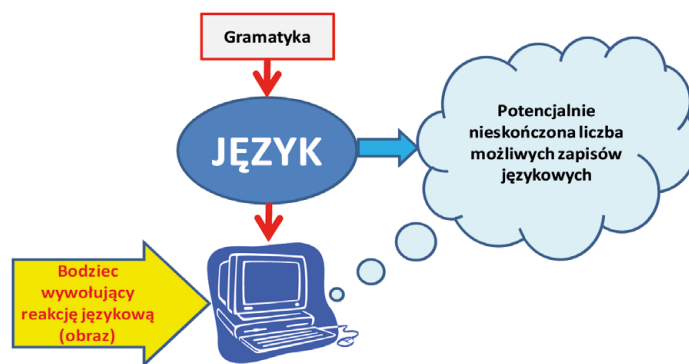 Gramatyka
JĘZYK
Potencjalnie
nieskończona liczba
możliwych zapisów
językowych
Bodziec
wywołujący
reakcję językową
(obraz)